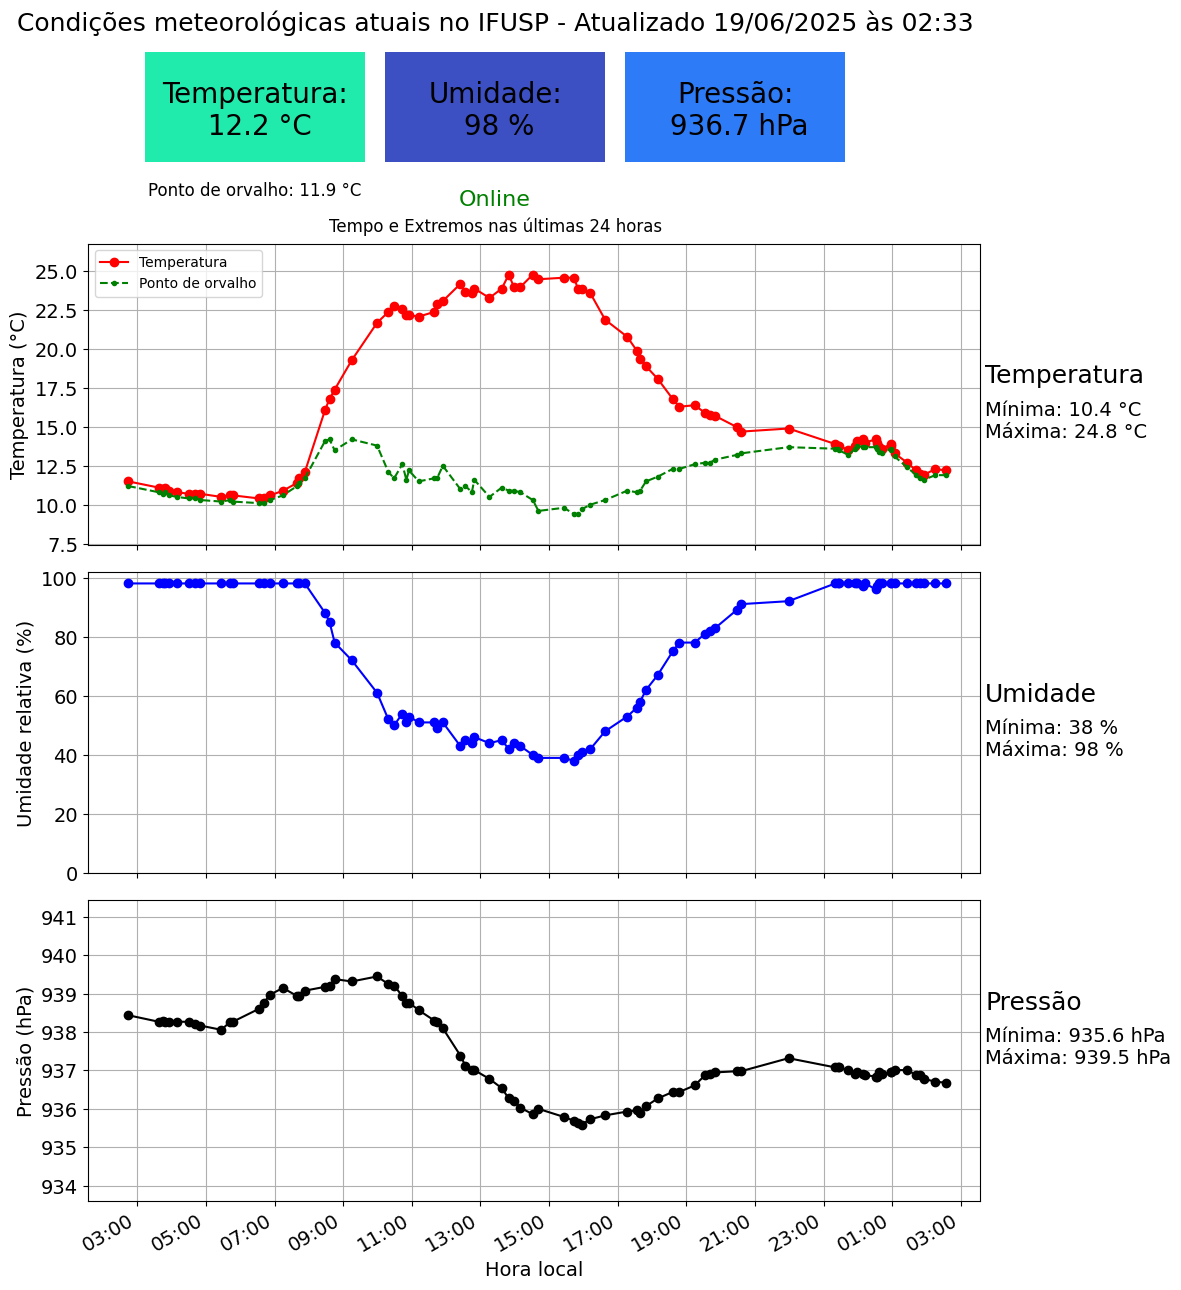 Condições meteorológicas atuais no IFUSP - Atualizado 19/06/2025 às 02:33
Temperatura:
12.2 °C
Umidade:
98 %
Pressão:
936.7 hPa
Ponto de orvalho: 11.9 °C
Online
Tempo e Extremos nas últimas 24 horas
Temperatura
Ponto de orvalho
Temperatura (°C)
25.0
22.5
20.0
17.5
15.0
12.5
10.0
7.5
Temperatura
Mínima: 10.4 °C
Máxima: 24.8 °C
Umidade relativa (%)
100
80
60
40
20
0
Umidade
Mínima: 38 %
Máxima: 98 %
Pressão (hPa)
941
940
939
938
937
936
935
934
Pressão
Mínima: 935.6 hPa
Máxima: 939.5 hPa
03:00
05:00
07:00
09:00
11:00
13:00
15:00
17:00
19:00
21:00
23:00
01:00
03:00
Hora local